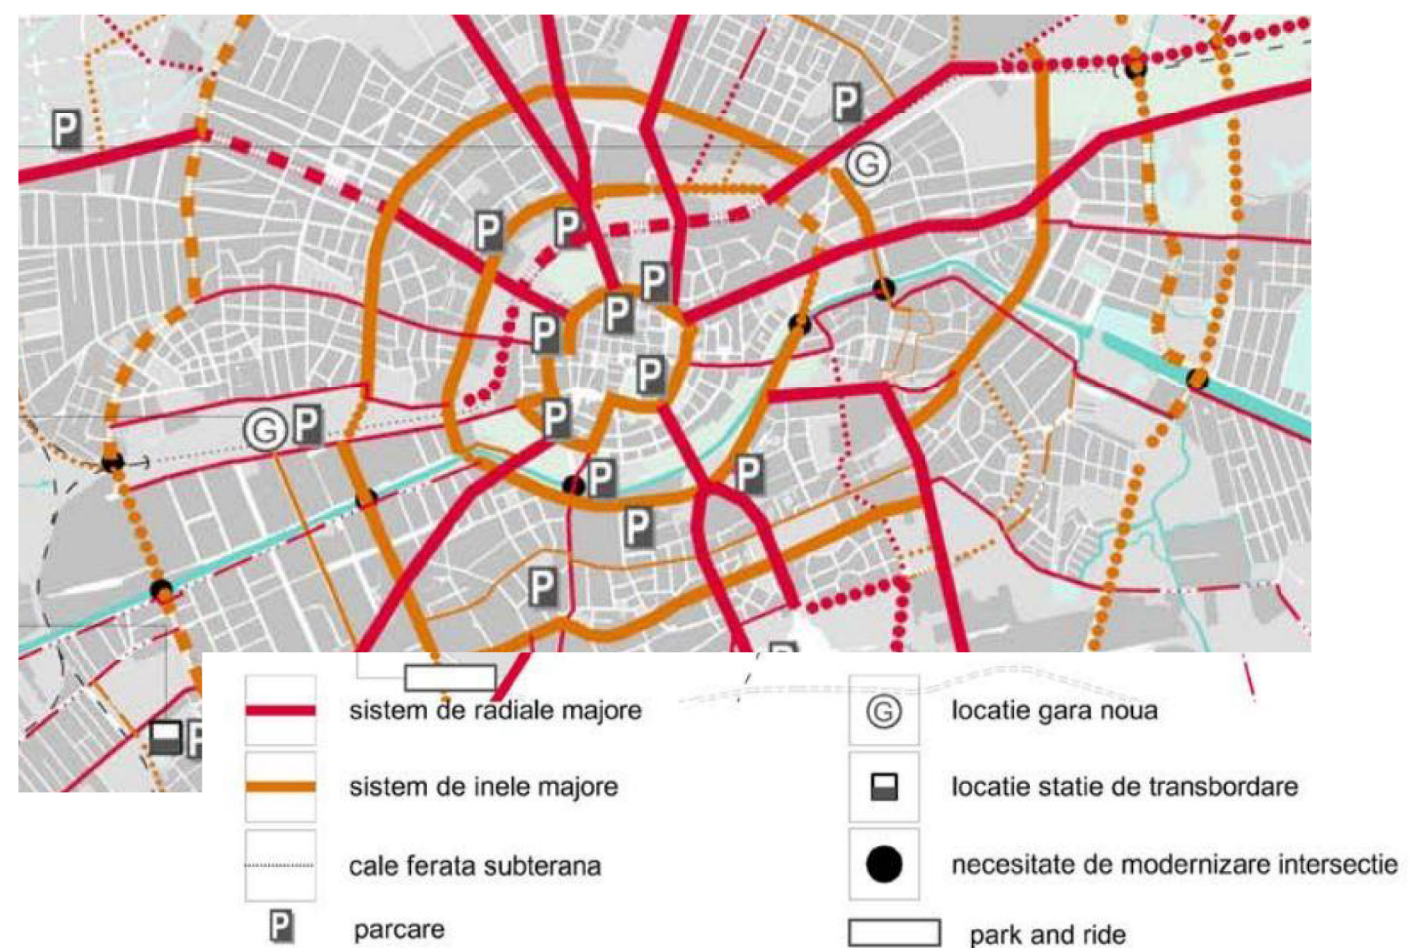 P
G
P
P
P
P
P
P
G
P
P
P
P
P
P
P
P
P
sistem de radiale majore
G
locatie gara noua
sistem de inele majore
locatie statie de transbordare
cale ferata subterana
necesitate de modernizare intersectie
P
parcare
park and ride